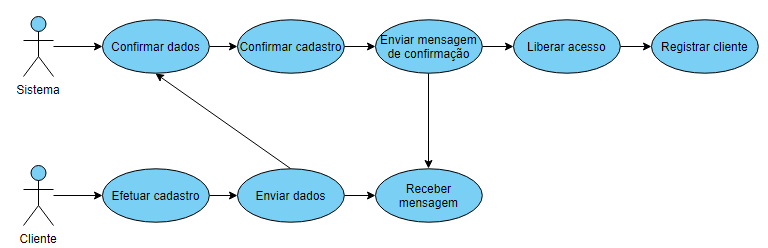 Confirmar dados
Confirmar cadastro
Enviar mensagem
de confirmação
Liberar acesso
Registrar cliente
Sistema
Efetuar cadastro
Enviar dados
Receber
mensagem
Cliente